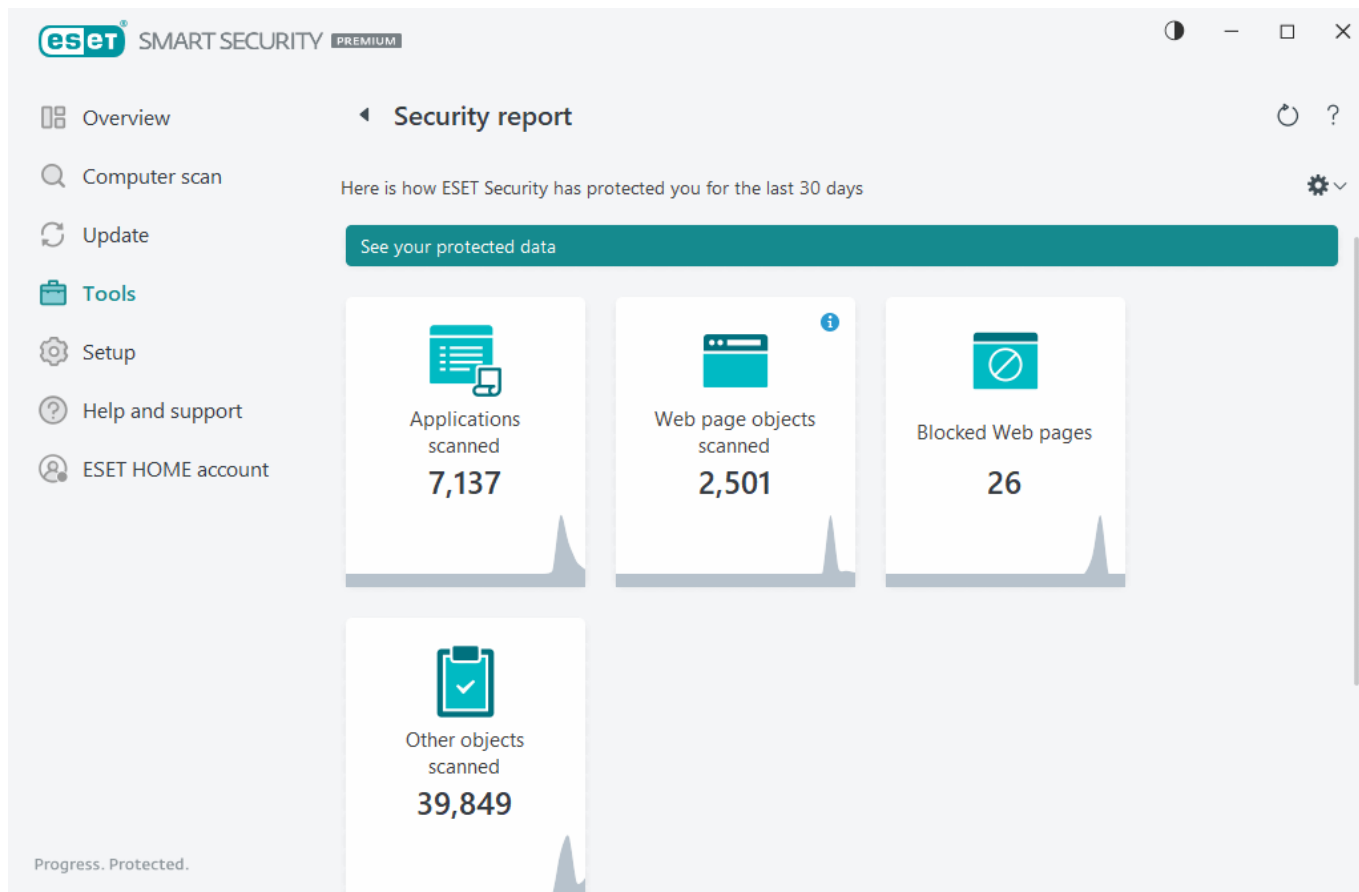 eset® SMART SECURITY PREMIUM
Overview
Computer scan
Update
Tools
Setup
Help and support
ESET HOME account
Progress. Protected.
Security report
?
Here is how ESET Security has protected you for the last 30 days
See your protected data
Applications
scanned
7,137
Web page objects
scanned
2,501
Blocked Web pages
26
Other objects
scanned
39,849